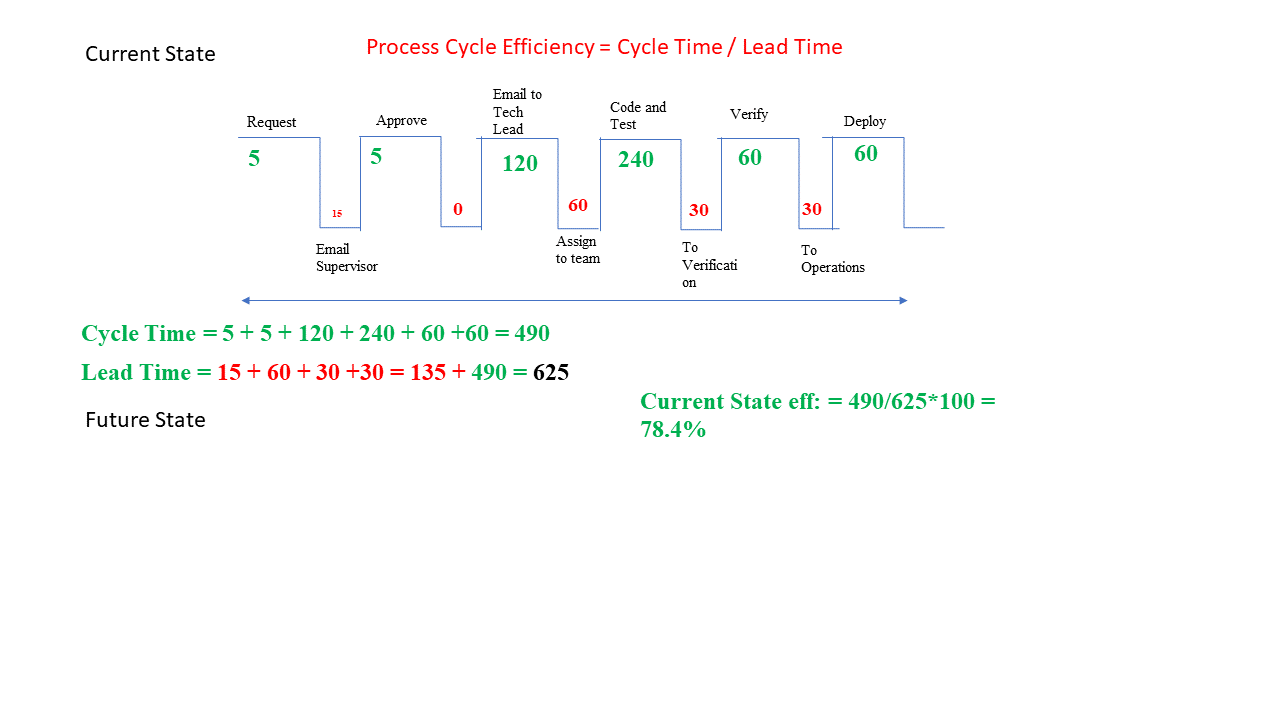 Current State
Process Cycle Efficiency = Cycle Time / Lead Time
Request
Approve
Email to
Tech
Lead
Code and
Test
Verify
Deploy
5
5
120
240
60
60
15
0
60
30
30
Email
Supervisor
Assign
to team
To
Verificati
on
To
Operations
Cycle Time = 5 + 5 + 120 + 240 + 60 +60 = 490
Lead Time = 15 + 60 + 30 +30 = 135 + 490 = 625
Current State eff: = 490/625*100 =
78.4%
Future State